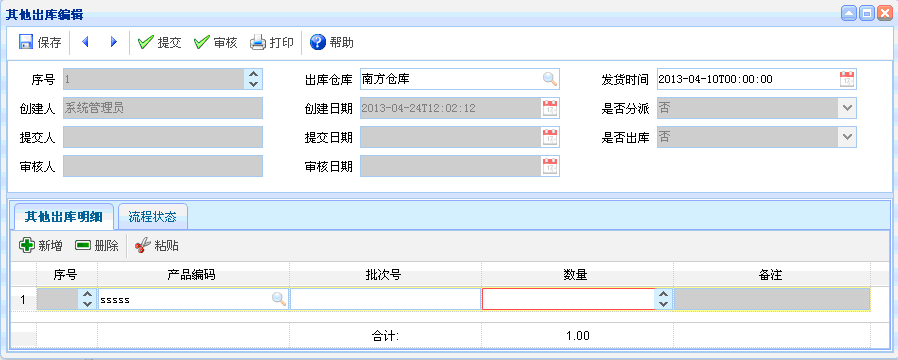 其他出库编辑
保存 提交 审核 打印 帮助
序号 1 出库仓库 南方仓库 发货时间 2013-04-10T00:00:00
创建人 系统管理员 创建日期 2013-04-24T12:02:12 是否分派 否
提交人 提交日期 是否出库 否
审核人 审核日期
其他出库明细 流程状态
新增 删除 粘贴
序号 产品编码 批次号 数量 备注
1 sssss
合计: 1.00